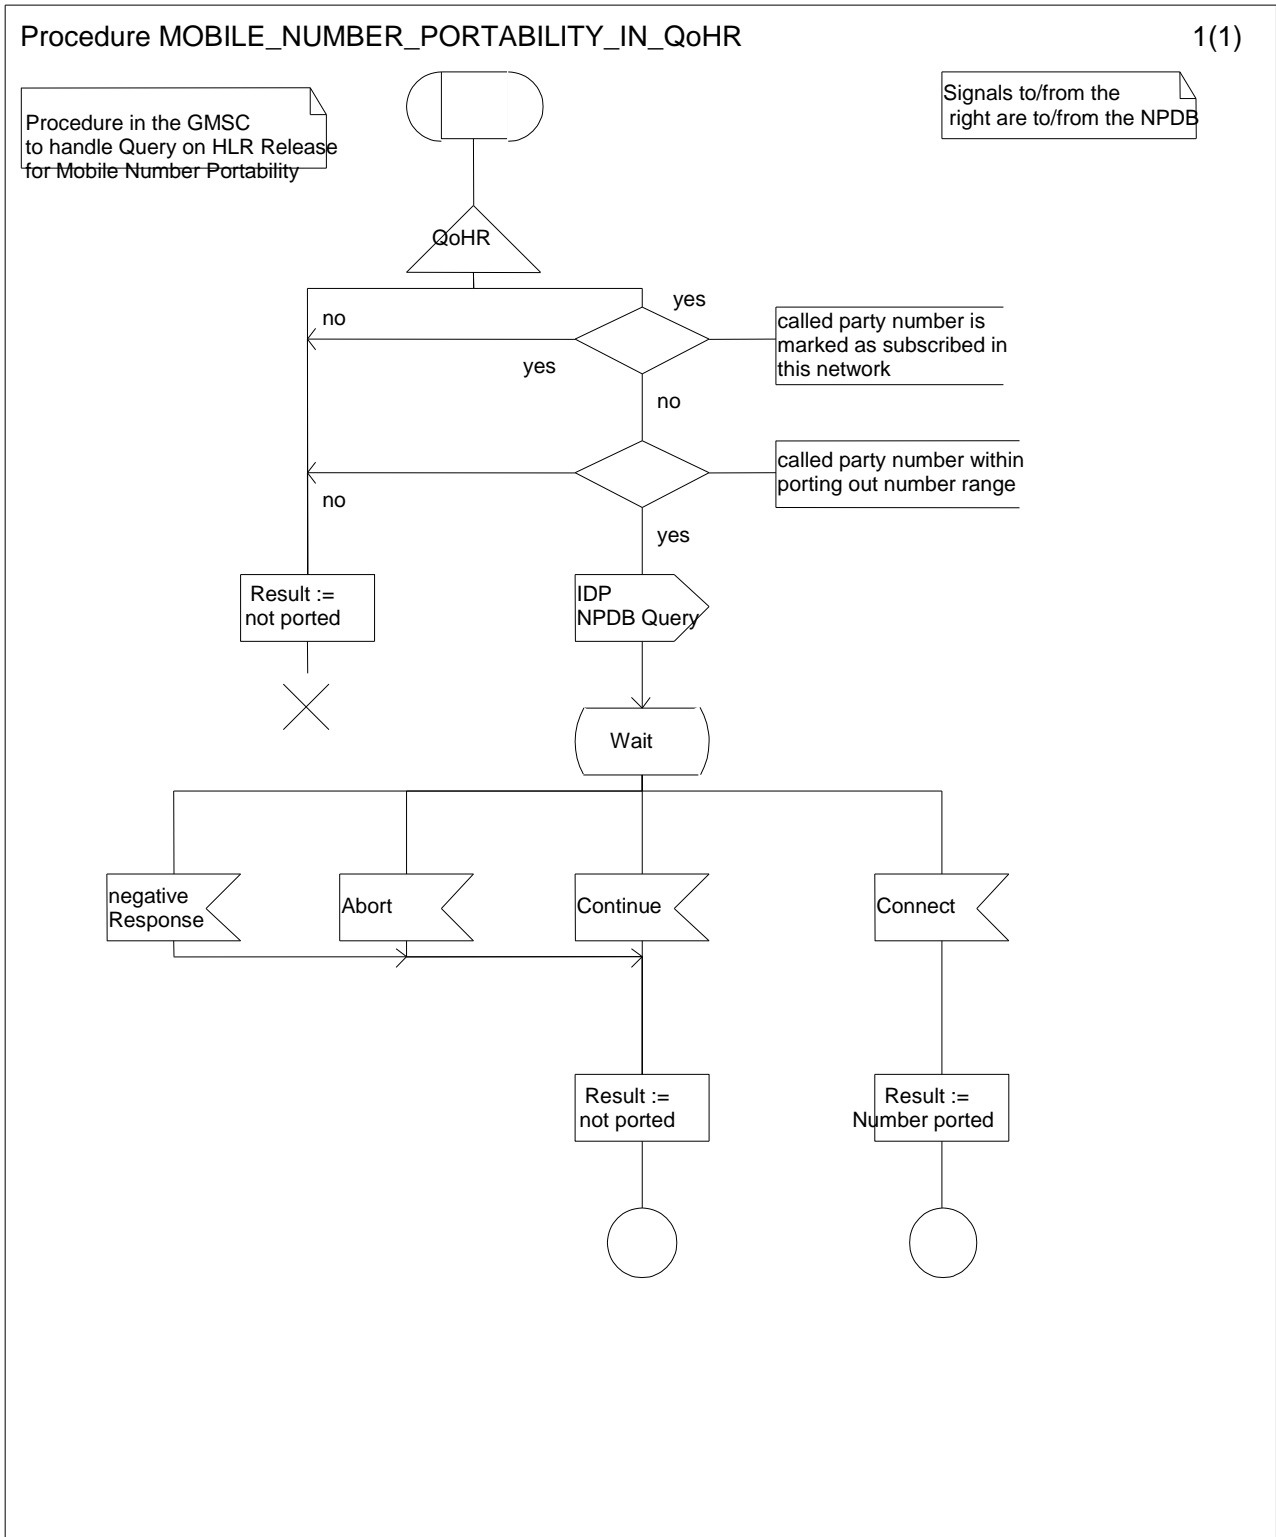 Procedure MOBILE_NUMBER_PORTABILITY_IN_QoHR
1(1)
Procedure in the GMSC
to handle Query on HLR Release
for Mobile Number Portability
Signals to/from the
right are to/from the NPDB
QoHR
yes
no
called party number is
marked as subscribed in
this network
yes
no
called party number within
porting out number range
no
yes
Result :=
not ported
IDP
NPDB Query
Wait
negative
Response
Abort
Continue
Connect
Result :=
not ported
Result :=
Number ported